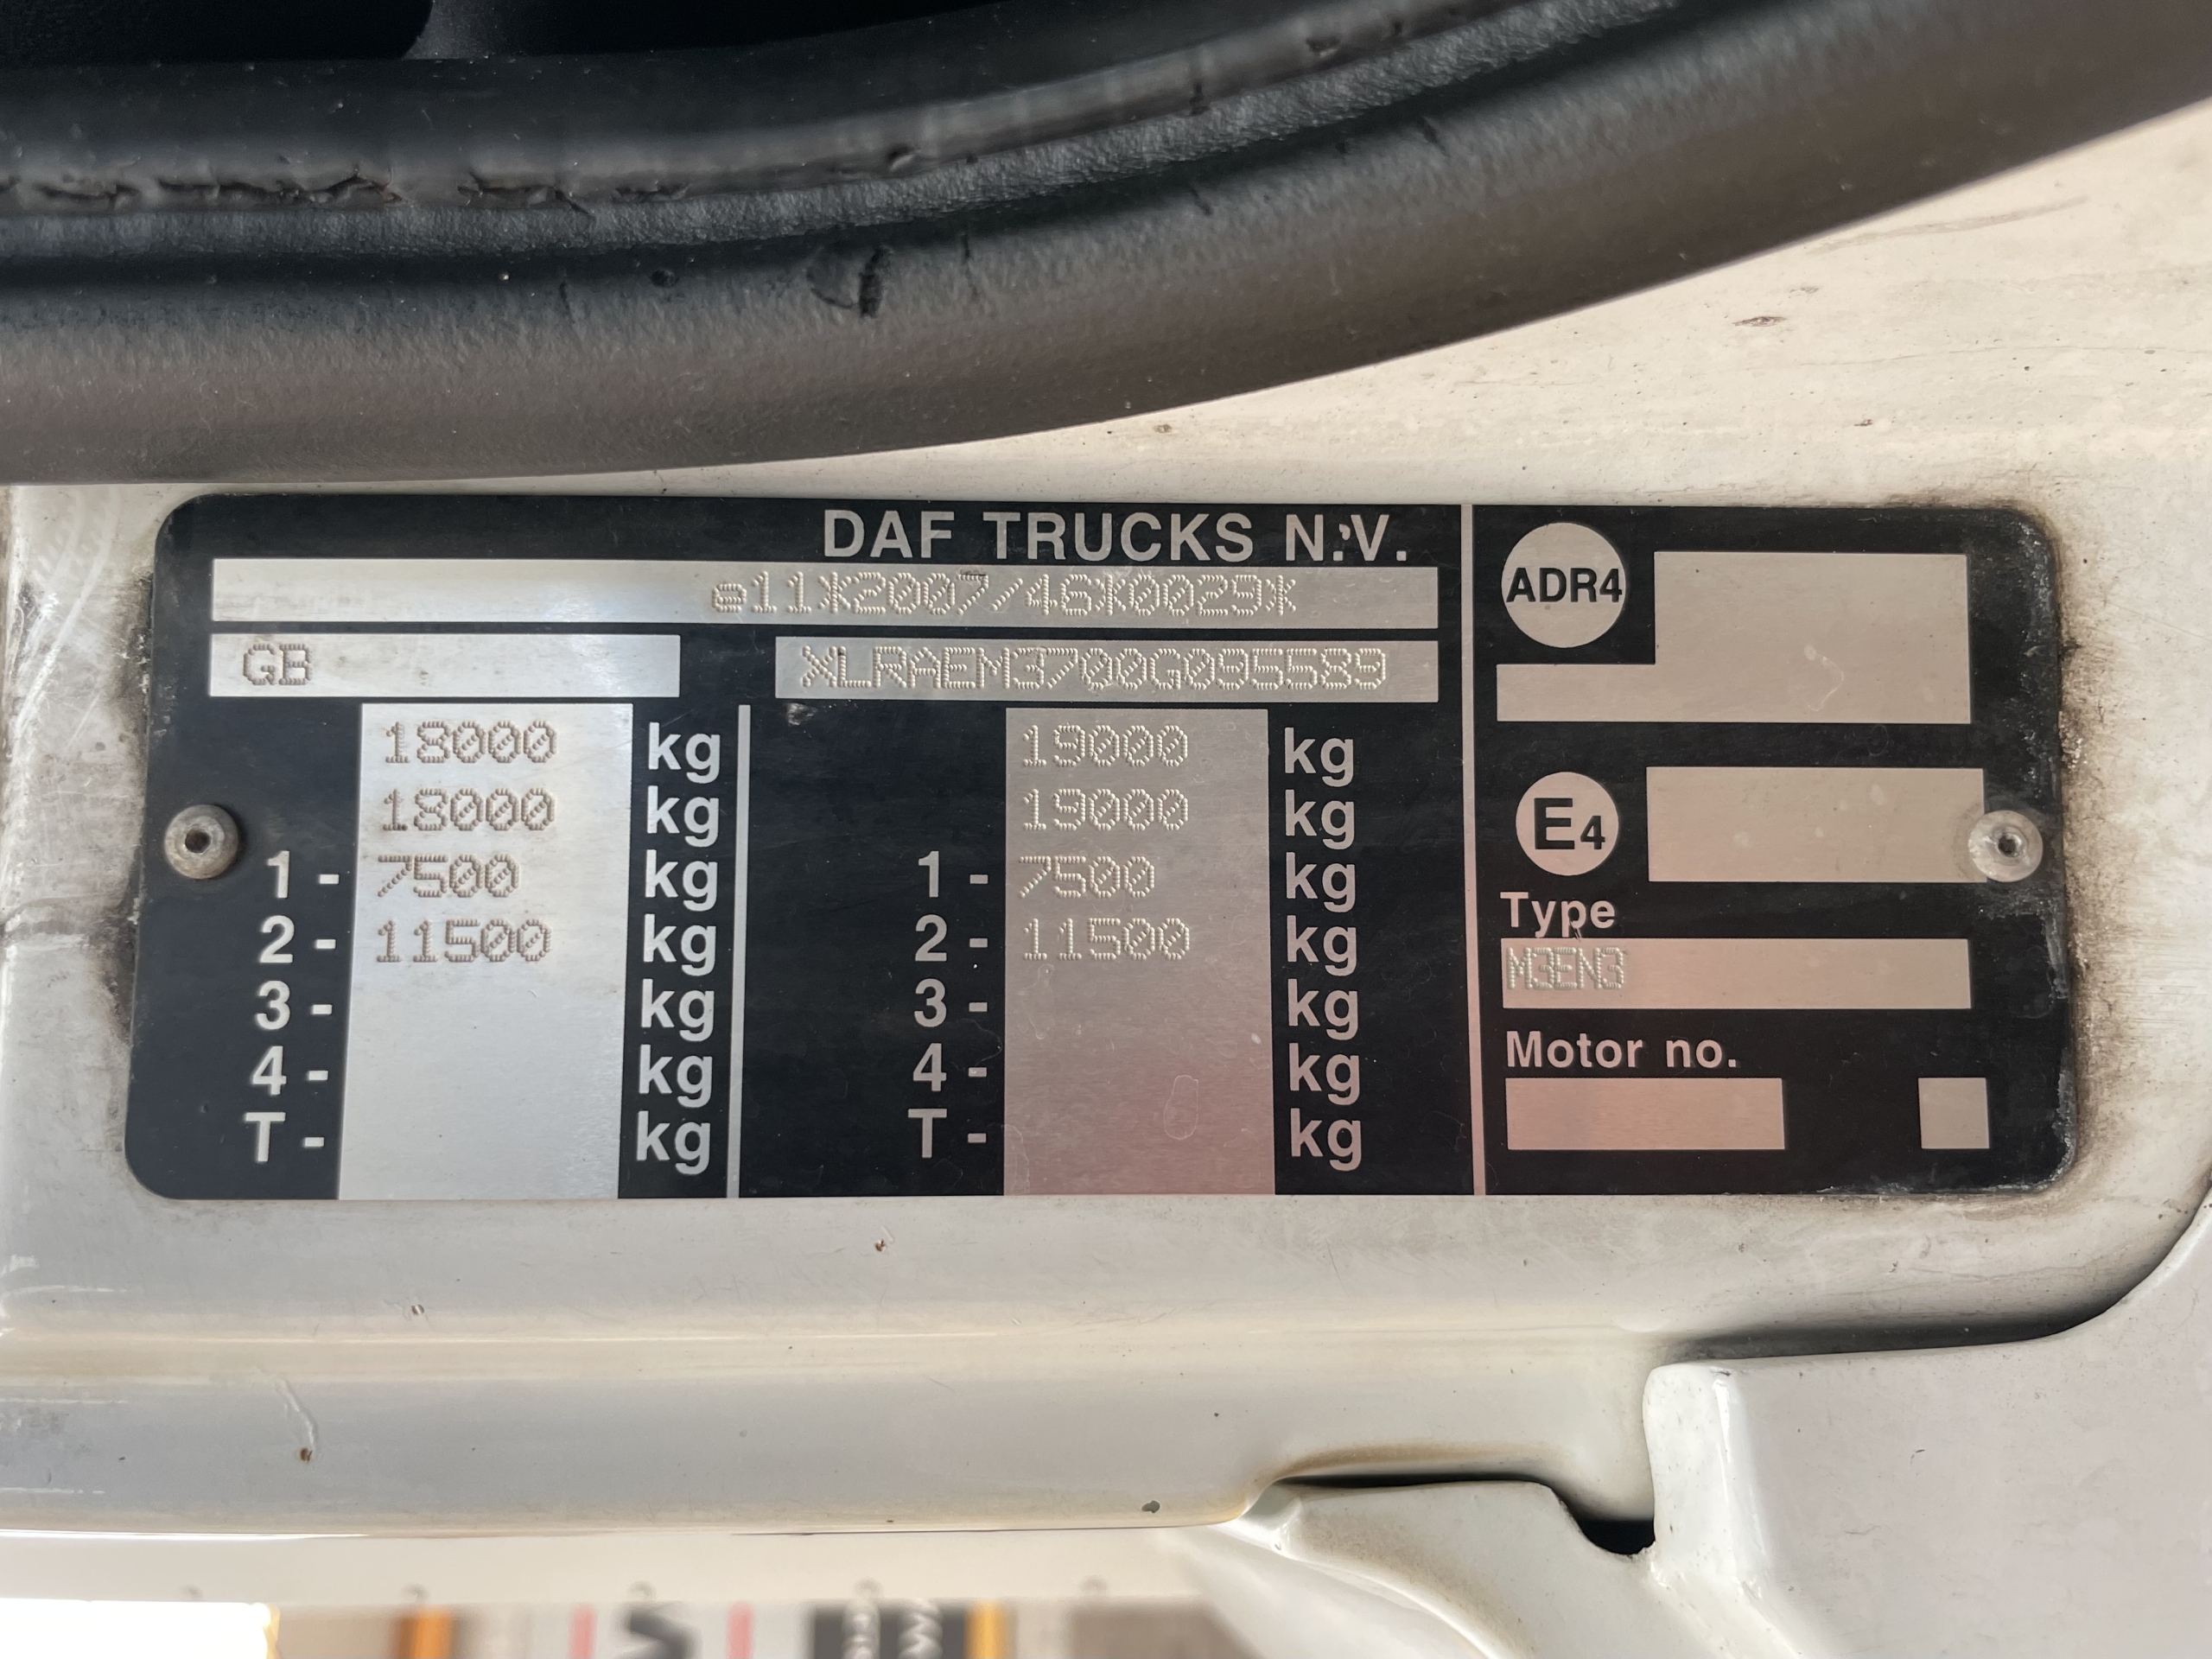 DAF TRUCKS N.V.
e11*2007/46*0029*
GB XLRAEM3700G095589
18000 kg 19000 kg
18000 kg 19000 kg
1 - 7500 kg 1 - 7500 kg
2 - 11500 kg 2 - 11500 kg
3 - kg 3 - kg
4 - kg 4 - kg
T - kg T - kg
ADR4
E4
Type
M3EN3
Motor no.